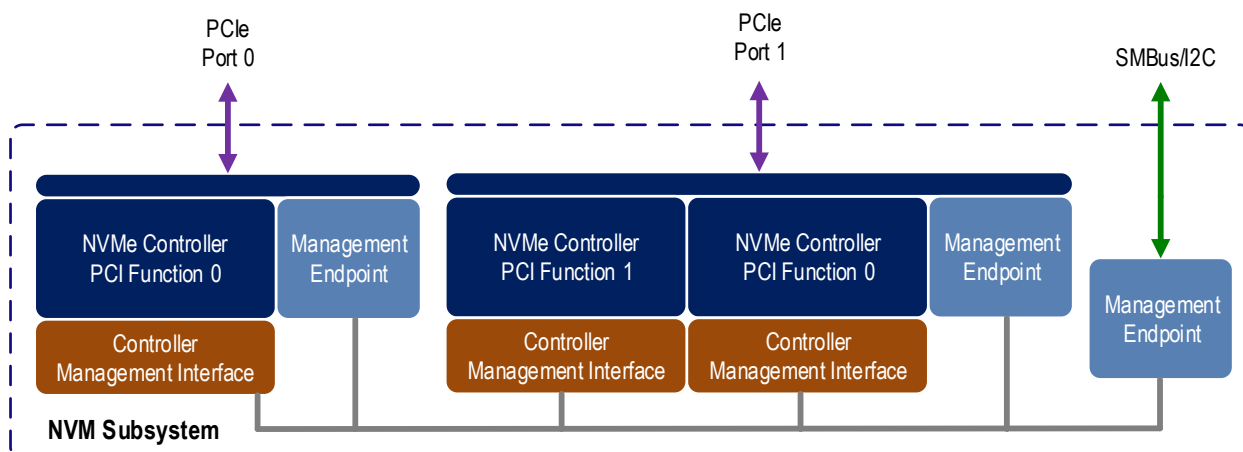 PCIe
Port 0
PCIe
Port 1
SMBus/I2C
NVMe Controller
PCI Function 0
Management
Endpoint
NVMe Controller
PCI Function 1
NVMe Controller
PCI Function 0
Management
Endpoint
Management
Endpoint
Controller
Management Interface
Controller
Management Interface
Controller
Management Interface
NVM Subsystem